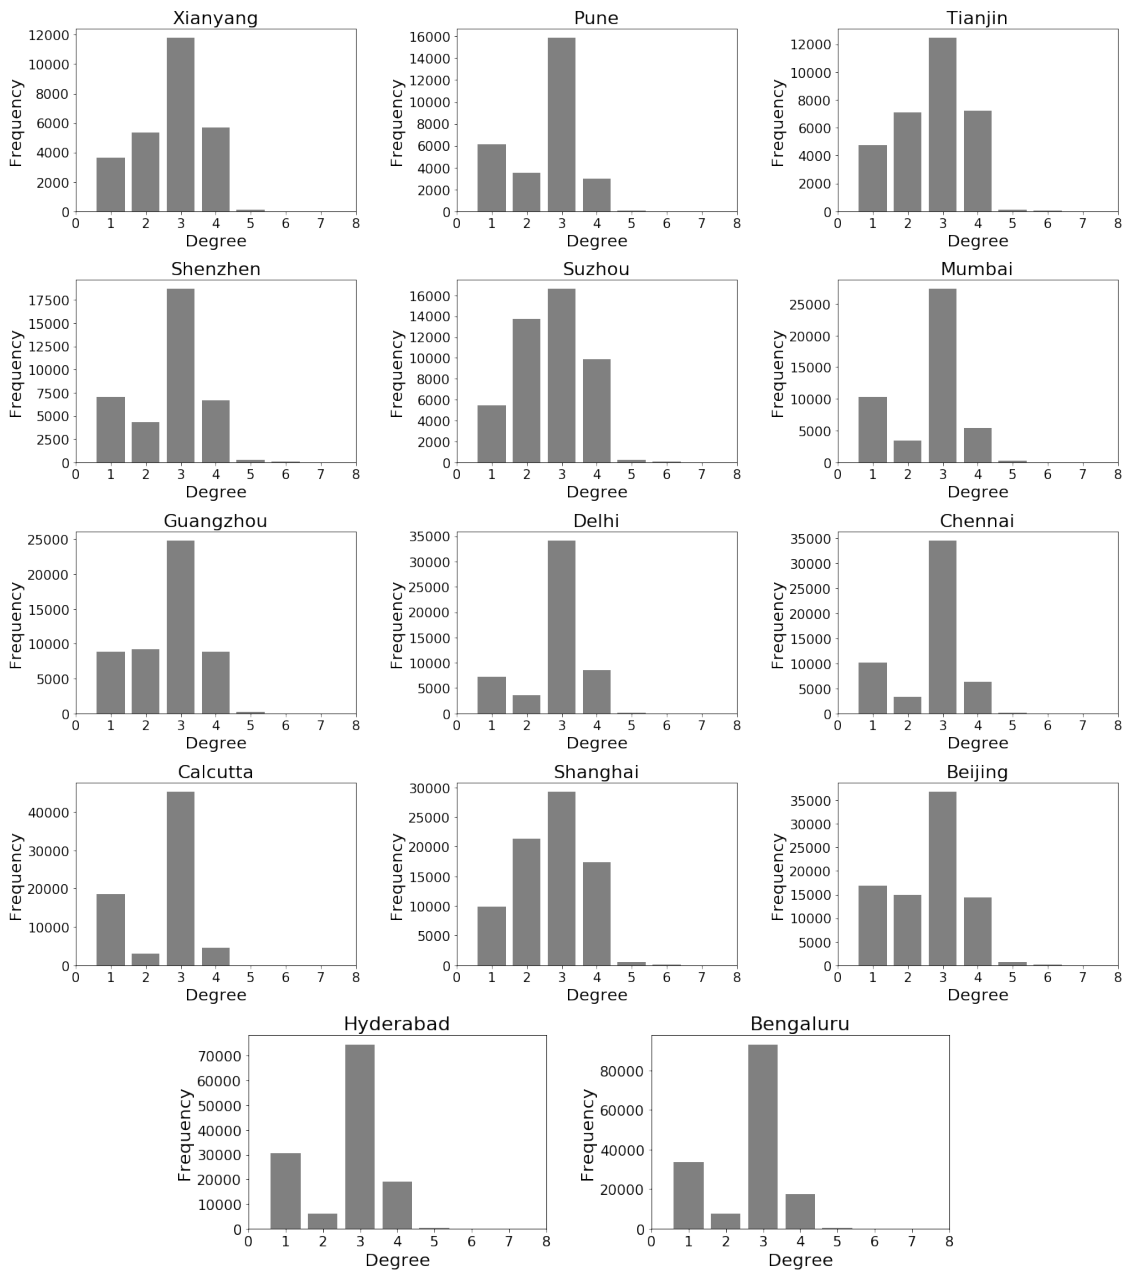 Xianyang
Pune
Tianjin
12000
10000
8000
6000
4000
2000
0
Frequency
0 1 2 3 4 5 6 7 8
Degree
16000
14000
12000
10000
8000
6000
4000
2000
0
Frequency
0 1 2 3 4 5 6 7 8
Degree
12000
10000
8000
6000
4000
2000
0
Frequency
0 1 2 3 4 5 6 7 8
Degree
Shenzhen
Suzhou
Mumbai
17500
15000
12500
10000
7500
5000
2500
0
Frequency
0 1 2 3 4 5 6 7 8
Degree
16000
14000
12000
10000
8000
6000
4000
2000
0
Frequency
0 1 2 3 4 5 6 7 8
Degree
25000
20000
15000
10000
5000
0
Frequency
0 1 2 3 4 5 6 7 8
Degree
Guangzhou
Delhi
Chennai
25000
20000
15000
10000
5000
0
Frequency
0 1 2 3 4 5 6 7 8
Degree
35000
30000
25000
20000
15000
10000
5000
0
Frequency
0 1 2 3 4 5 6 7 8
Degree
35000
30000
25000
20000
15000
10000
5000
0
Frequency
0 1 2 3 4 5 6 7 8
Degree
Calcutta
Shanghai
Beijing
40000
30000
20000
10000
0
Frequency
0 1 2 3 4 5 6 7 8
Degree
30000
25000
20000
15000
10000
5000
0
Frequency
0 1 2 3 4 5 6 7 8
Degree
35000
30000
25000
20000
15000
10000
5000
0
Frequency
0 1 2 3 4 5 6 7 8
Degree
Hyderabad
Bengaluru
70000
60000
50000
40000
30000
20000
10000
0
Frequency
0 1 2 3 4 5 6 7 8
Degree
80000
60000
40000
20000
0
Frequency
0 1 2 3 4 5 6 7 8
Degree